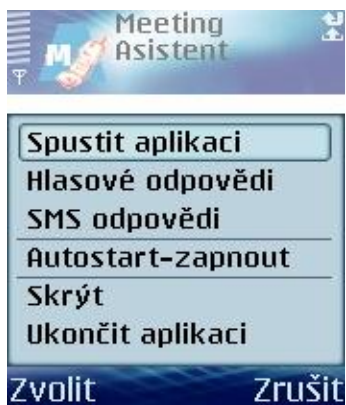 Meeting
Asistent
Spustit aplikaci
Hlasové odpovědi
SMS odpovědi
Autostart-zapnout
Skrýt
Ukončit aplikaci
Zvolit Zrušit